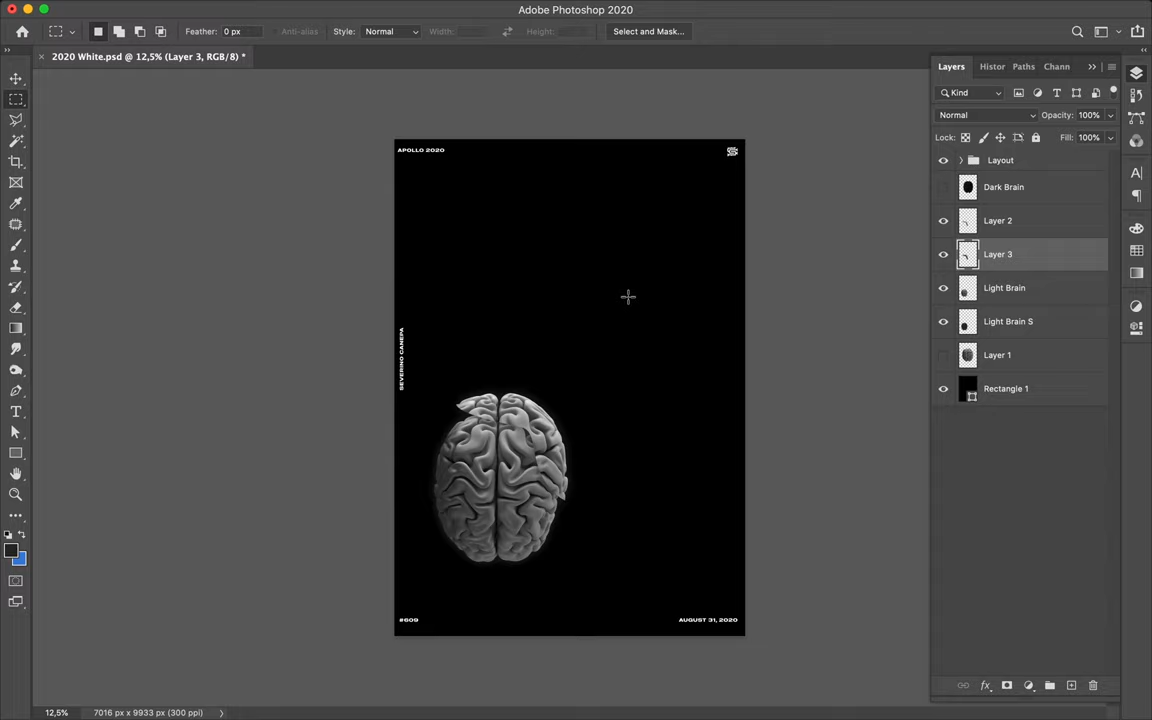 Adobe Photoshop 2020
Feather: 0 px Anti-alias Style: Normal Width: Height: Select and Mask...
2020 White.psd @ 12,5% (Layer 3, RGB/8) *
Layers Histor Paths Chann
Kind
Normal Opacity: 100%
Lock: Fill: 100%
Layout
Dark Brain
Layer 2
Layer 3
Light Brain
Light Brain S
Layer 1
Rectangle 1
APOLLO 2020
SEVERINO CANEPA
#609
AUGUST 31, 2020
12,5% 7016 px x 9933 px (300 ppi)